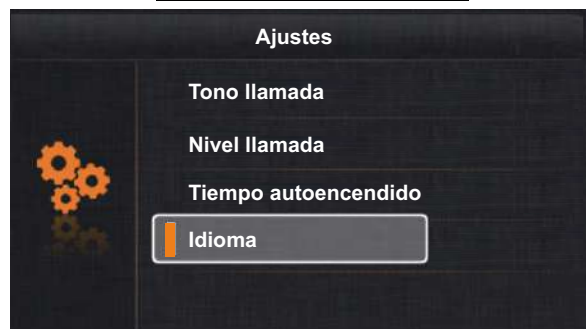 Ajustes
Tono llamada
Nivel llamada
Tiempo autoencendido
Idioma